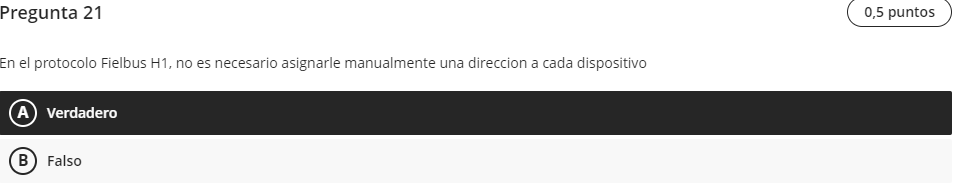 Pregunta 21
0,5 puntos
En el protocolo Fielbus H1, no es necesario asignarle manualmente una direccion a cada dispositivo
A Verdadero
B Falso